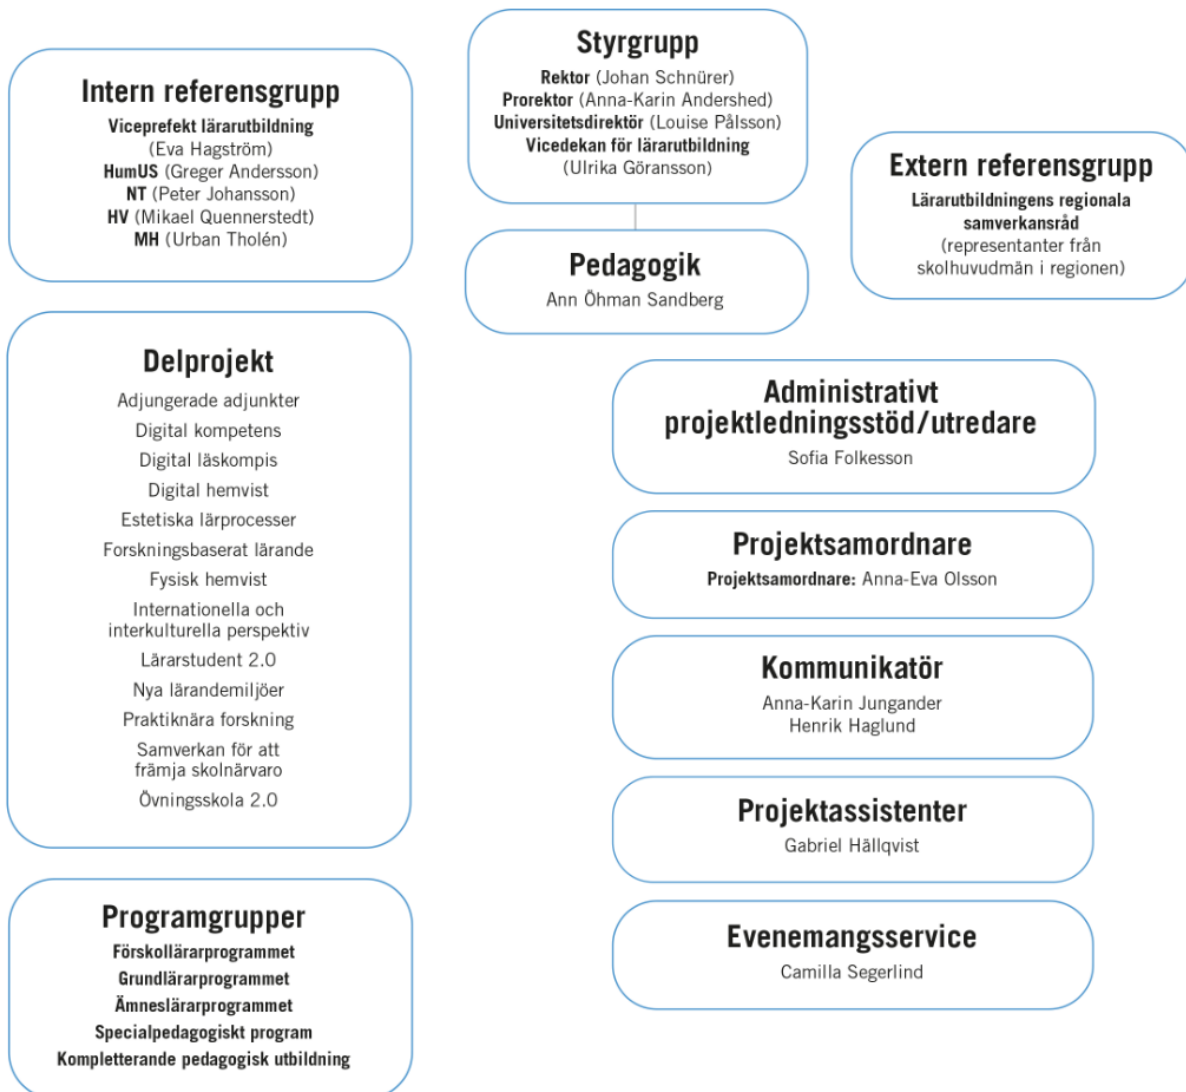 Styrgrupp
Rektor (Johan Schnürer)
Prorektor (Anna-Karin Andershed)
Universitetsdirektör (Louise Pålsson)
Vicedekan för lärarutbildning
(Ulrika Göransson)
Intern referensgrupp
Viceprefekt lärarutbildning
(Eva Hagström)
HumUS (Greger Andersson)
NT (Peter Johansson)
HV (Mikael Quennerstedt)
MH (Urban Tholén)
Extern referensgrupp
Lärarutbildningens regionala
samverkansråd
(representanter från
skolhuvudmän i regionen)
Pedagogik
Ann Öhman Sandberg
Delprojekt
Adjungerade adjunkter
Digital kompetens
Digital läskompis
Digital hemvist
Estetiska lärprocesser
Forskningsbaserat lärande
Fysisk hemvist
Internationella och
interkulturella perspektiv
Lärarstudent 2.0
Nya lärandemiljöer
Praktiknära forskning
Samverkan för att
främja skolnärvaro
Övningsskola 2.0
Administrativt
projektledningsstöd/utredare
Sofia Folkesson
Projektsamordnare
Projektsamordnare: Anna-Eva Olsson
Kommunikatör
Anna-Karin Jungander
Henrik Haglund
Projektassistenter
Gabriel Hällqvist
Evenemangsservice
Camilla Segerlind
Programgrupper
Förskollärarprogrammet
Grundlärarprogrammet
Ämneslärarprogrammet
Specialpedagogiskt program
Kompletterande pedagogisk utbildning